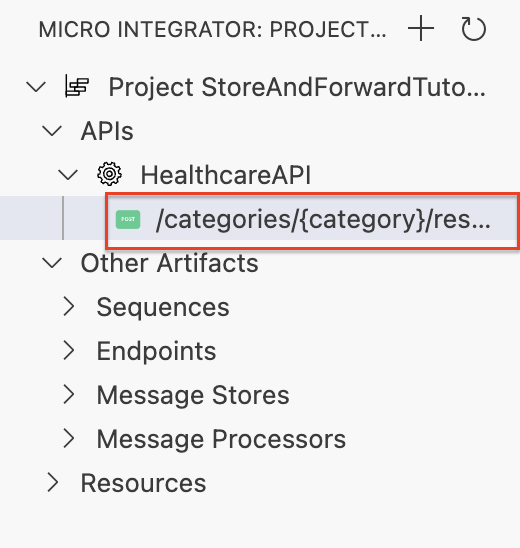 MICRO INTEGRATOR: PROJECT...
Project StoreAndForwardTuto...
APIs
HealthcareAPI
POST /categories/{category}/res...
Other Artifacts
Sequences
Endpoints
Message Stores
Message Processors
Resources